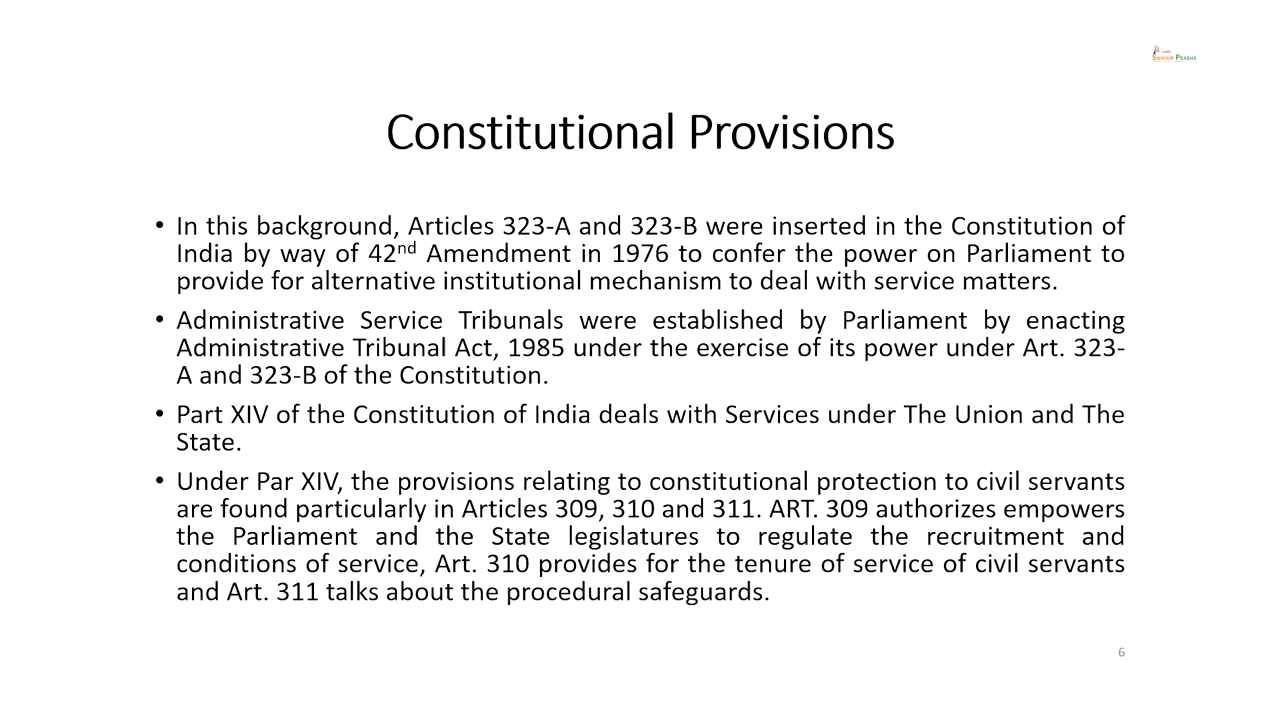 SWAYAM PRABHA
Constitutional Provisions
• In this background, Articles 323-A and 323-B were inserted in the Constitution of
India by way of 42nd Amendment in 1976 to confer the power on Parliament to
provide for alternative institutional mechanism to deal with service matters.
• Administrative Service Tribunals were established by Parliament by enacting
Administrative Tribunal Act, 1985 under the exercise of its power under Art. 323-
A and 323-B of the Constitution.
• Part XIV of the Constitution of India deals with Services under The Union and The
State.
• Under Par XIV, the provisions relating to constitutional protection to civil servants
are found particularly in Articles 309, 310 and 311. ART. 309 authorizes empowers
the Parliament and the State legislatures to regulate the recruitment and
conditions of service, Art. 310 provides for the tenure of service of civil servants
and Art. 311 talks about the procedural safeguards.
6